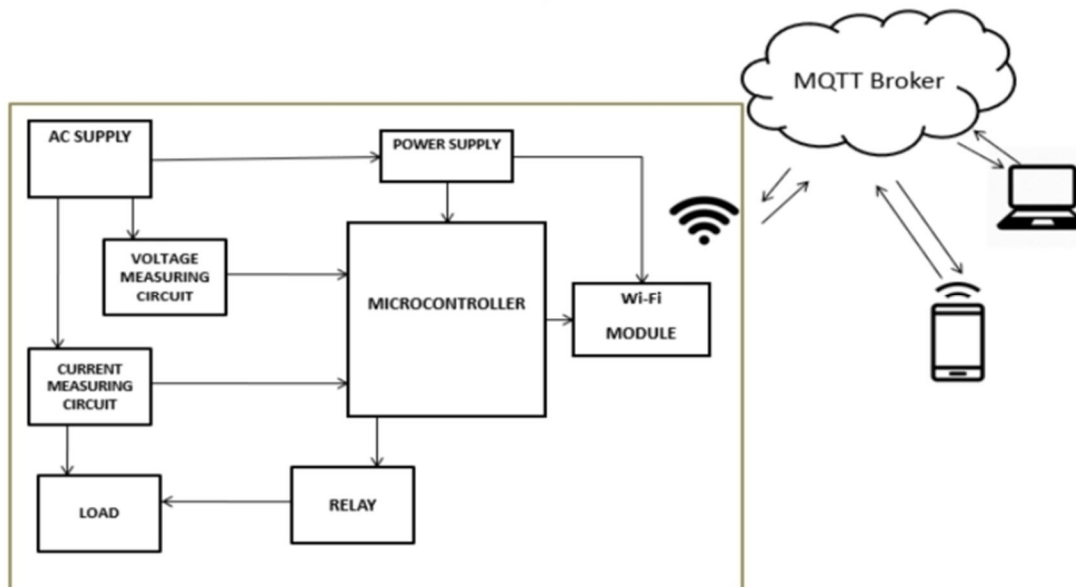 MQTT Broker
AC SUPPLY
POWER SUPPLY
VOLTAGE
MEASURING
CIRCUIT
MICROCONTROLLER
Wi-Fi
MODULE
CURRENT
MEASURING
CIRCUIT
LOAD
RELAY